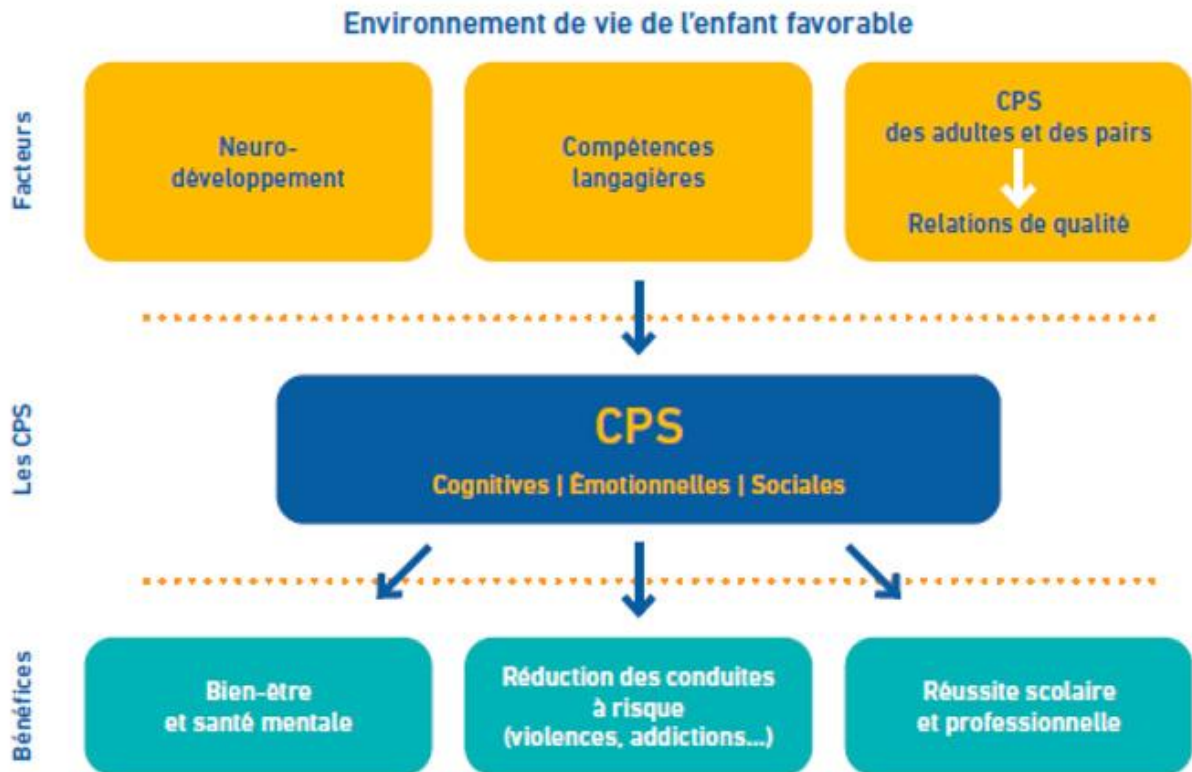 Environnement de vie de l'enfant favorable
Facteurs
Neuro-
développement
Compétences
langagières
CPS
des adultes et des pairs
Relations de qualité
Les CPS
CPS
Cognitives | Émotionnelles | Sociales
Bénéfices
Bien-être
et santé mentale
Réduction des conduites
à risque
(violences, addictions...)
Réussite scolaire
et professionnelle